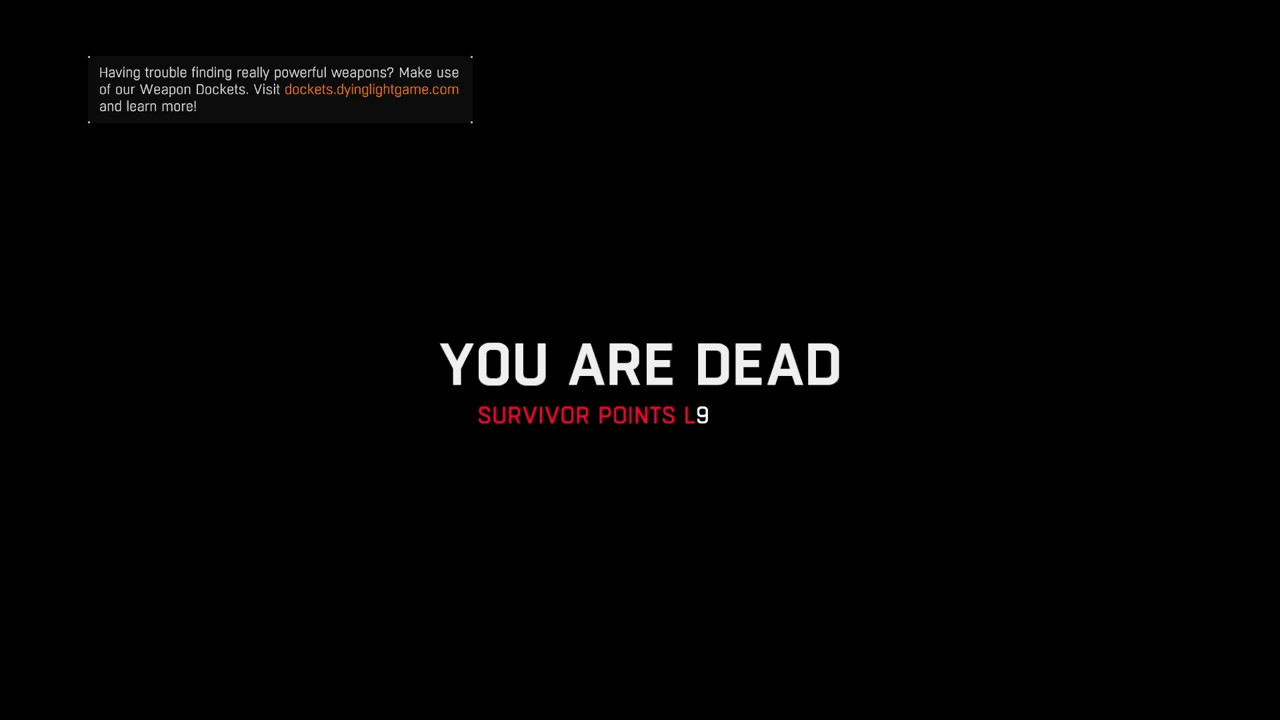 Having trouble finding really powerful weapons? Make use
of our Weapon Dockets. Visit dockets.dyinglightgame.com
and learn more!
YOU ARE DEAD
SURVIVOR POINTS L9